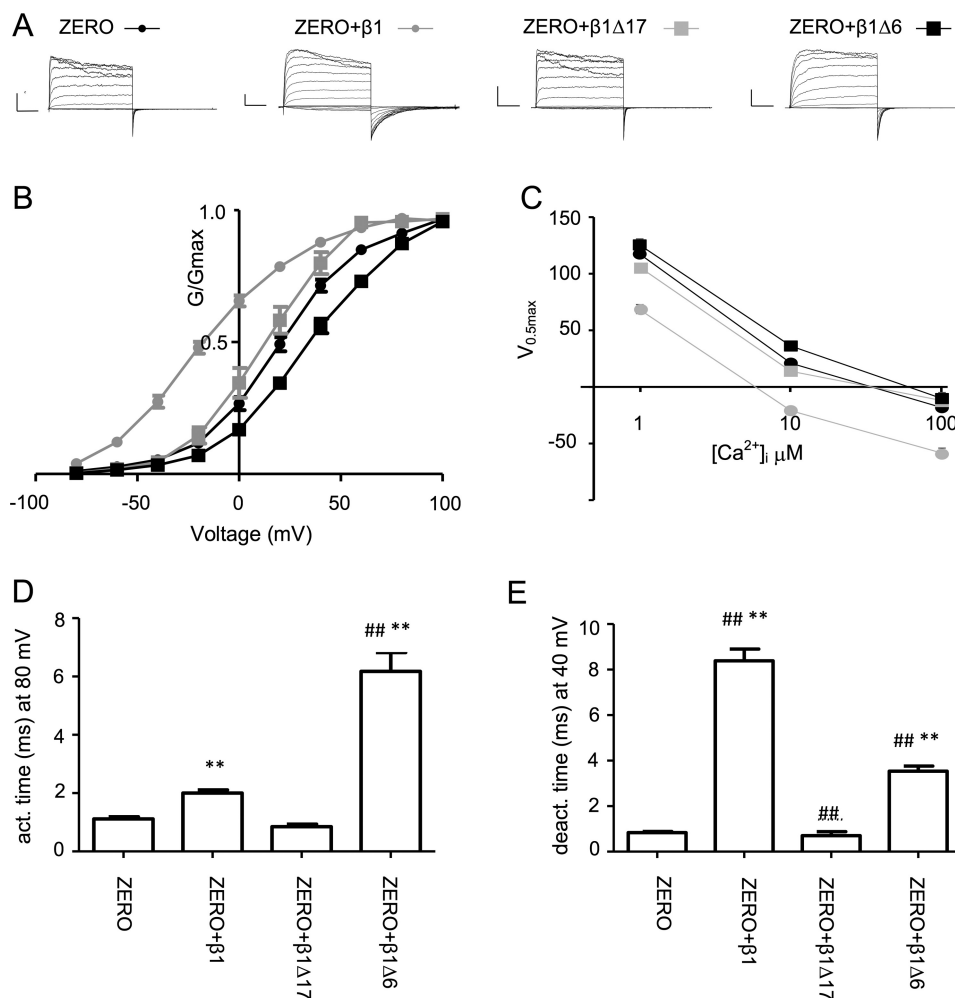 A
ZERO
ZERO+β1
ZERO+β1Δ17
ZERO+β1Δ6
B
1.0
G/Gmax
0.5
-100
-50
0
50
100
Voltage (mV)
C
150
100
50
-50
V0.5max
1
10
100
[Ca2+]i μM
D
8
6
4
2
0
act. time (ms) at 80 mV
**
## **
ZERO
ZERO+β1
ZERO+β1Δ17
ZERO+β1Δ6
E
10
8
6
4
2
0
deact. time (ms) at 40 mV
## **
##
## **
ZERO
ZERO+β1
ZERO+β1Δ17
ZERO+β1Δ6